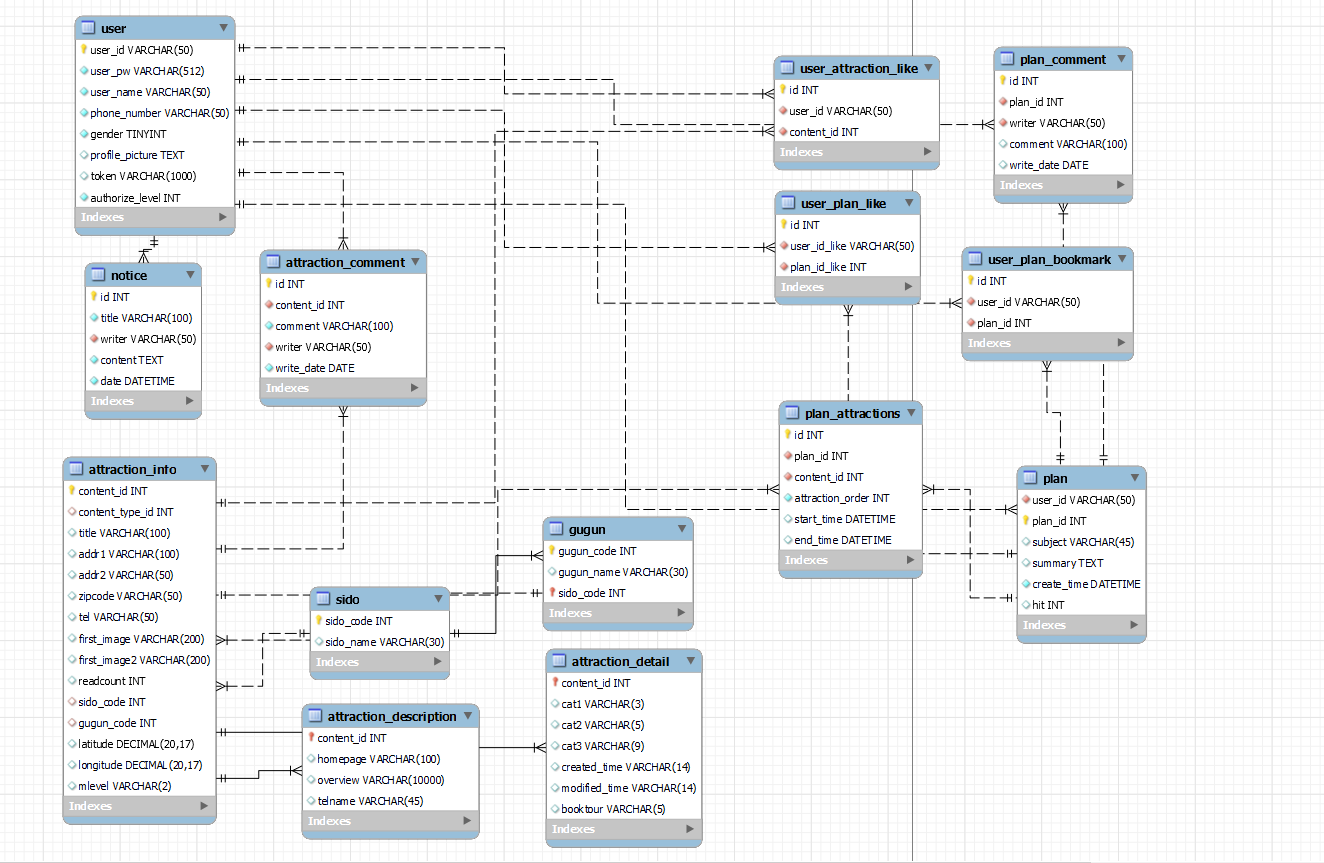 user
user_id VARCHAR(50)
user_pw VARCHAR(512)
user_name VARCHAR(50)
phone_number VARCHAR(50)
gender TINYINT
profile_picture TEXT
token VARCHAR(1000)
authorize_level INT
Indexes
notice
id INT
title VARCHAR(100)
writer VARCHAR(50)
content TEXT
date DATETIME
Indexes
attraction_comment
id INT
content_id INT
comment VARCHAR(100)
writer VARCHAR(50)
write_date DATE
Indexes
user_attraction_like
id INT
user_id VARCHAR(50)
content_id INT
Indexes
plan_comment
id INT
plan_id INT
writer VARCHAR(50)
comment VARCHAR(100)
write_date DATE
Indexes
user_plan_like
id INT
user_id_like VARCHAR(50)
plan_id_like INT
Indexes
user_plan_bookmark
id INT
user_id VARCHAR(50)
plan_id INT
Indexes
plan_attractions
id INT
plan_id INT
content_id INT
attraction_order INT
start_time DATETIME
end_time DATETIME
Indexes
plan
user_id VARCHAR(50)
plan_id INT
subject VARCHAR(45)
summary TEXT
create_time DATETIME
hit INT
Indexes
attraction_info
content_id INT
content_type_id INT
title VARCHAR(100)
addr1 VARCHAR(100)
addr2 VARCHAR(50)
zipcode VARCHAR(50)
tel VARCHAR(50)
first_image VARCHAR(200)
first_image2 VARCHAR(200)
readcount INT
sido_code INT
gugun_code INT
latitude DECIMAL(20,17)
longitude DECIMAL(20,17)
mlevel VARCHAR(2)
Indexes
gugun
gugun_code INT
gugun_name VARCHAR(30)
sido_code INT
Indexes
sido
sido_code INT
sido_name VARCHAR(30)
Indexes
attraction_detail
content_id INT
cat1 VARCHAR(3)
cat2 VARCHAR(5)
cat3 VARCHAR(9)
created_time VARCHAR(14)
modified_time VARCHAR(14)
booktour VARCHAR(5)
Indexes
attraction_description
content_id INT
homepage VARCHAR(100)
overview VARCHAR(10000)
telname VARCHAR(45)
Indexes